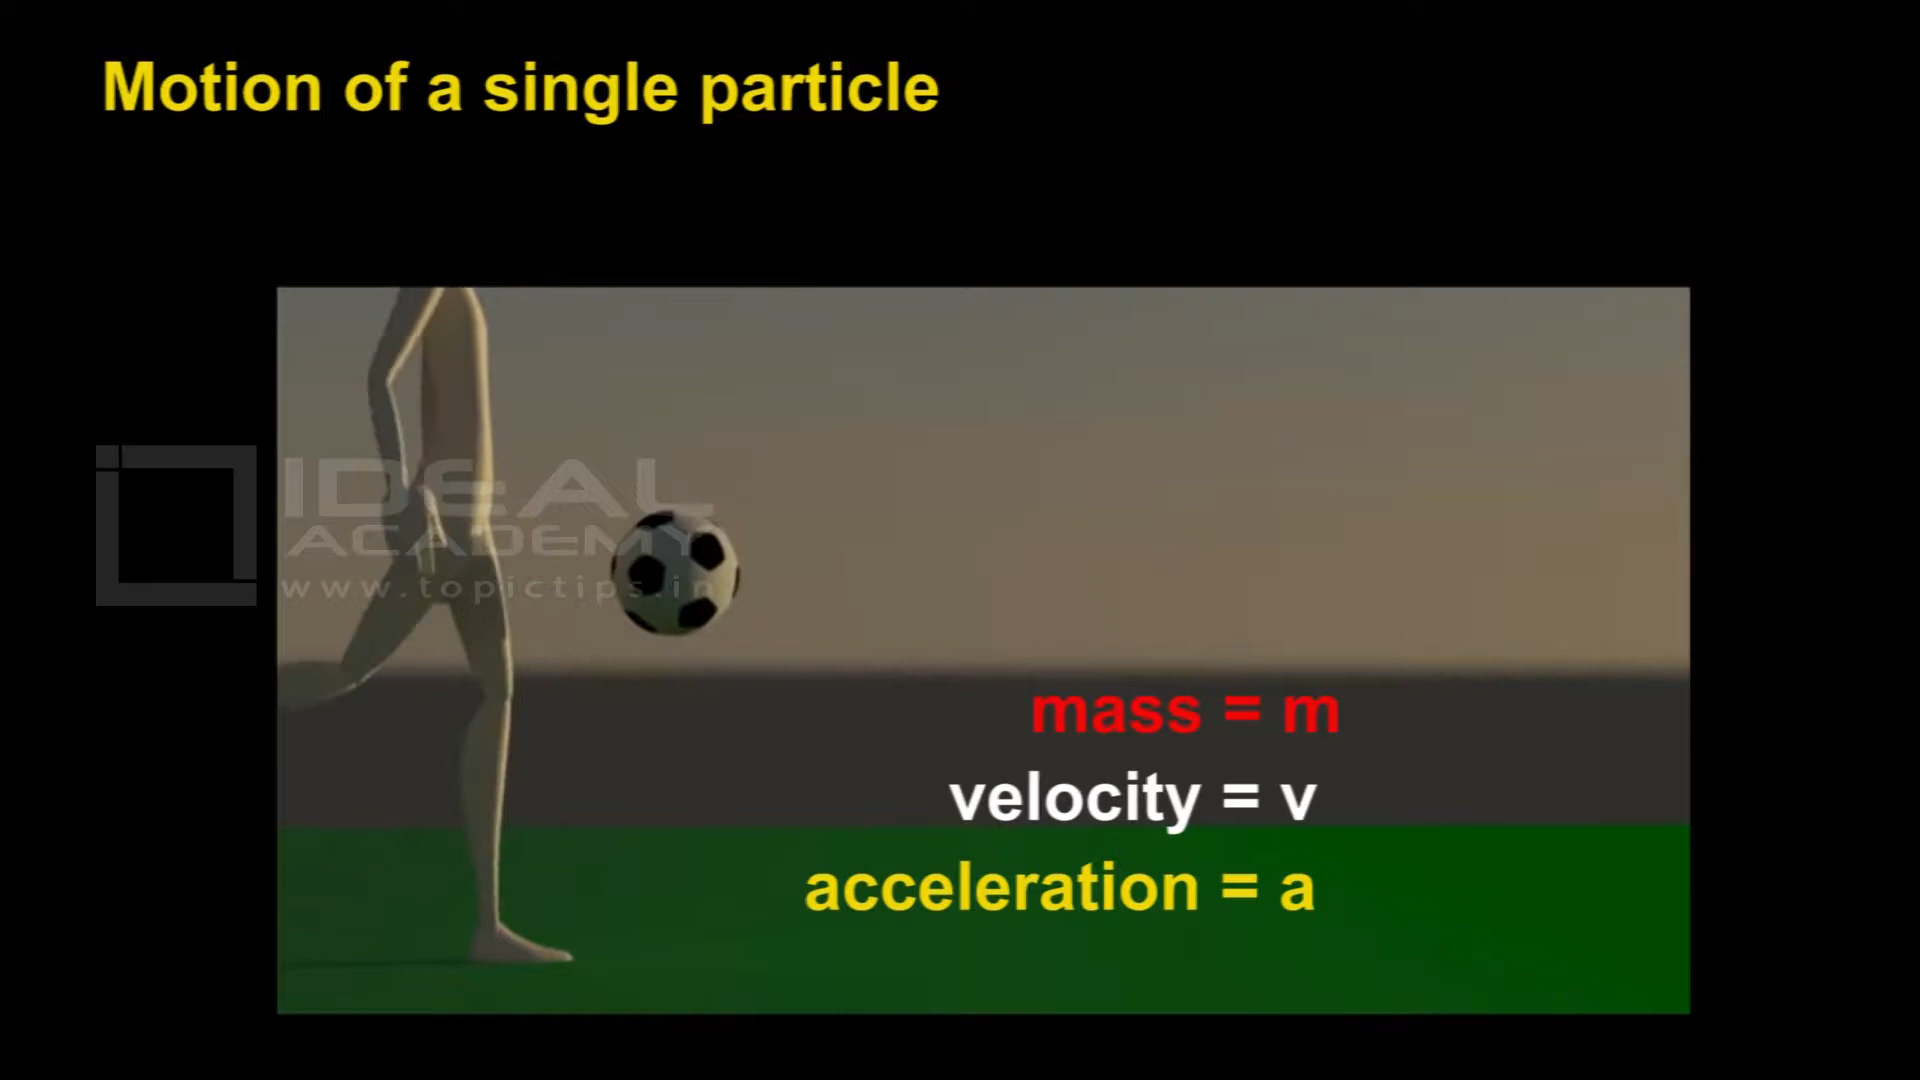 Motion of a single particle
IDEAL
ACADEMY
www.topictips.in
mass = m
velocity = v
acceleration = a